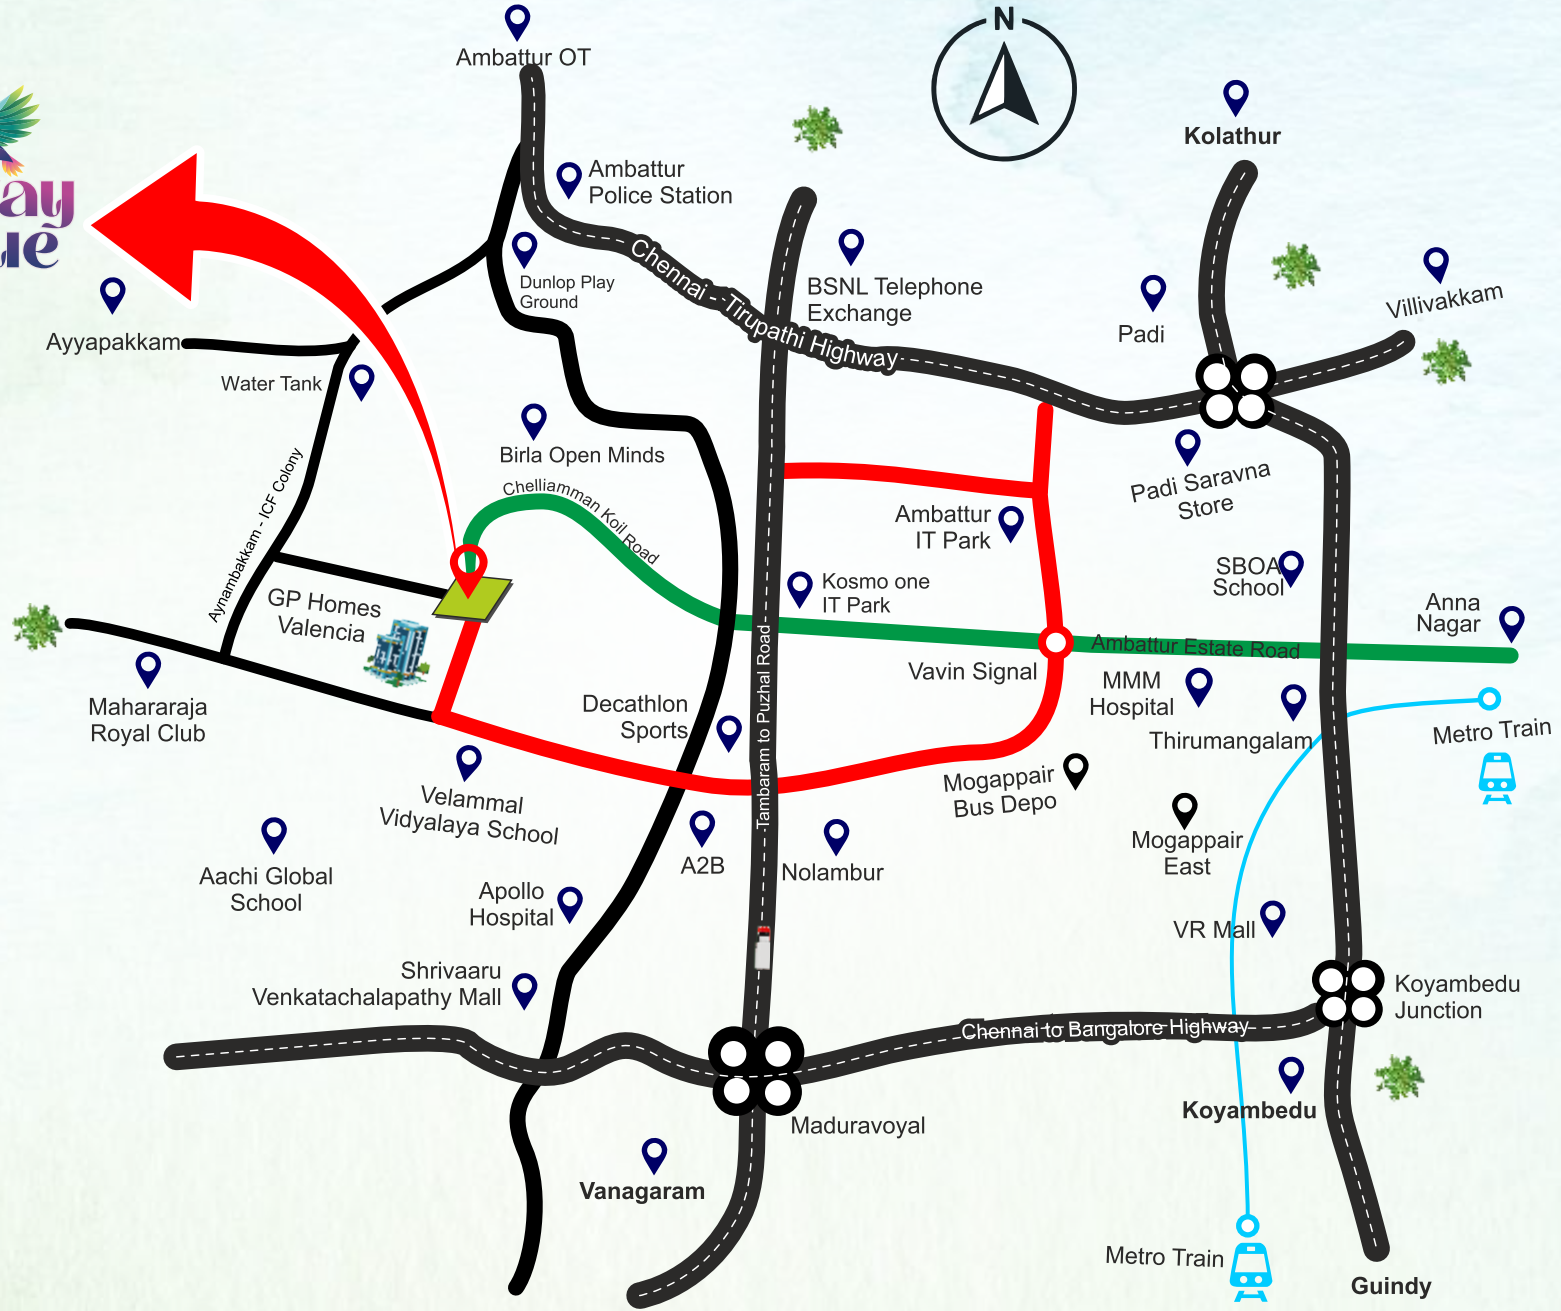 N
Ambattur OT
Kolathur
Ambattur
Police Station
ay
ue
Dunlop Play
Ground
Chennai - Tirupathi Highway
BSNL Telephone
Exchange
Villivakkam
Padi
Ayyapakkam
Water Tank
Birla Open Minds
Chelliamman Koil Road
Padi Saravna
Store
Ambattur
IT Park
Aynambakkam - ICF Colony
SBOA
School
Kosmo one
IT Park
GP Homes
Valencia
Anna
Nagar
Ambattur Estate Road
Vavin Signal
MMM
Hospital
Mahararaja
Royal Club
Decathlon
Sports
Tambaram to Puzhal Road
Thirumangalam
Metro Train
Mogappair
Bus Depo
Velammal
Vidyalaya School
Mogappair
East
A2B
Nolambur
Aachi Global
School
Apollo
Hospital
VR Mall
Shrivaaru
Venkatachalapathy Mall
Koyambedu
Junction
Chennai to Bangalore Highway
Koyambedu
Maduravoyal
Vanagaram
Metro Train
Guindy